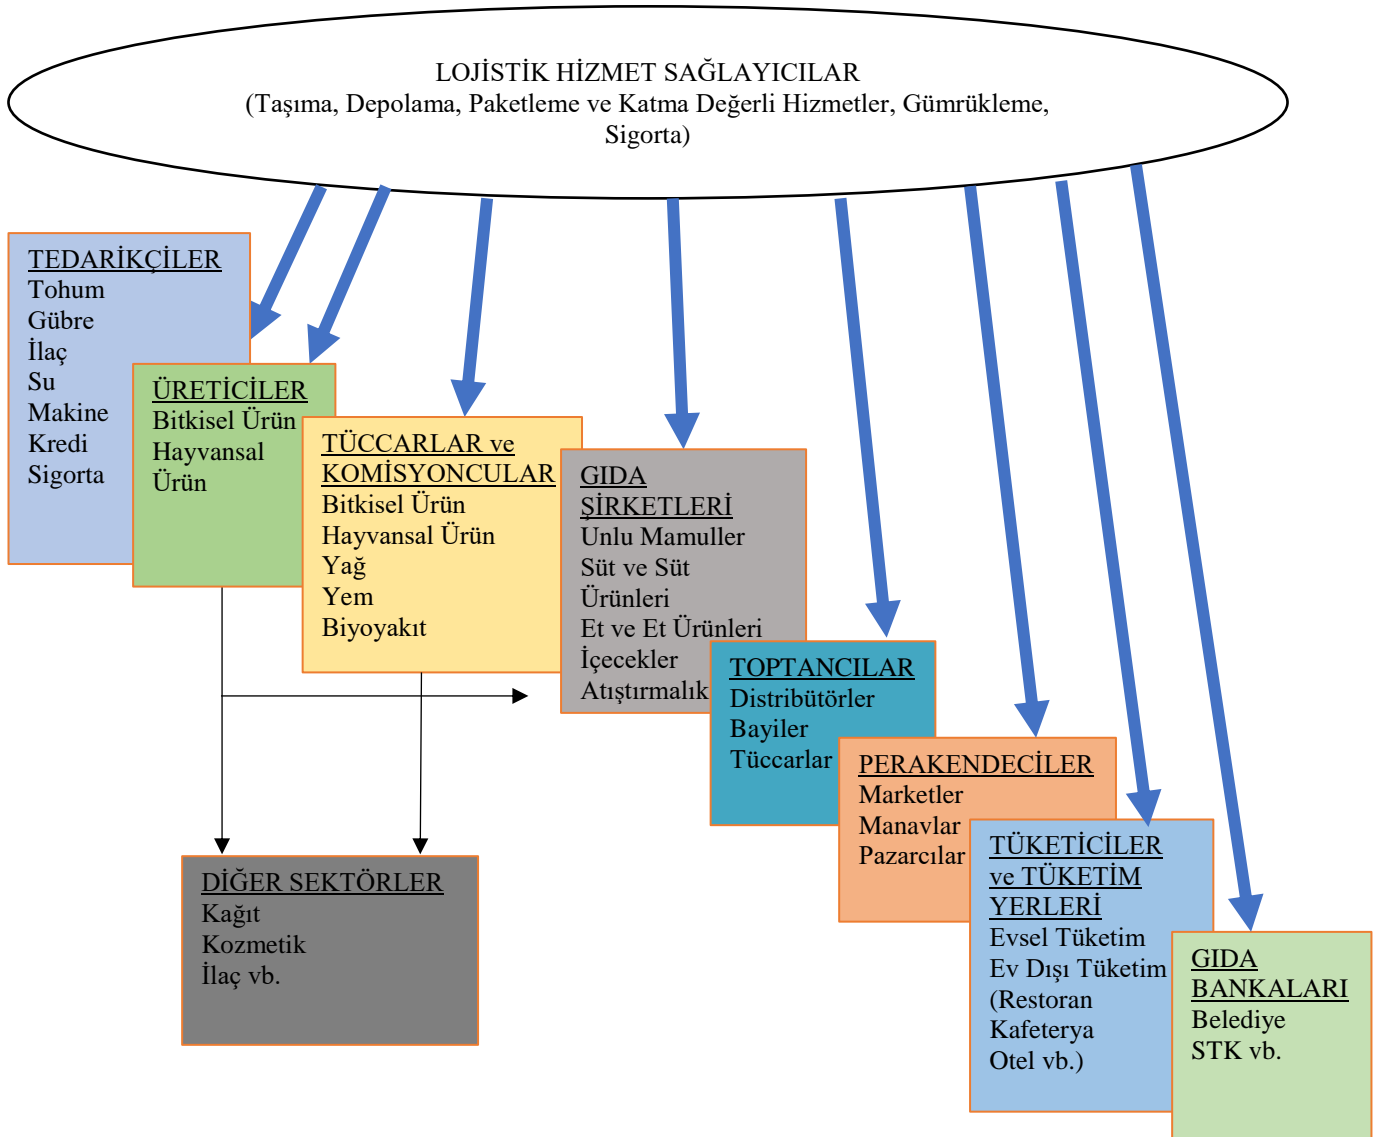 LOJİSTİK HİZMET SAĞLAYICILAR
(Taşıma, Depolama, Paketleme ve Katma Değerli Hizmetler, Gümrükleme,
Sigorta)
TEDARİKÇİLER
Tohum
Gübre
İlaç
Su
Makine
Kredi
Sigorta
ÜRETİCİLER
Bitkisel Ürün
Hayvansal
Ürün
TÜCCARLAR ve
KOMİSYONCULAR
Bitkisel Ürün
Hayvansal Ürün
Yağ
Yem
Biyoyakıt
GIDA
ŞİRKETLERİ
Unlu Mamuller
Süt ve Süt
Ürünleri
Et ve Et Ürünleri
İçecekler
Atıştırmalık
TOPTANCILAR
Distribütörler
Bayiler
Tüccarlar
PERAKENDECİLER
Marketler
Manavlar
Pazarcılar
TÜKETİCİLER
ve TÜKETİM
YERLERİ
Evsel Tüketim
Ev Dışı Tüketim
(Restoran
Kafeterya
Otel vb.)
GIDA
BANKALARI
Belediye
STK vb.
DİĞER SEKTÖRLER
Kağıt
Kozmetik
İlaç vb.